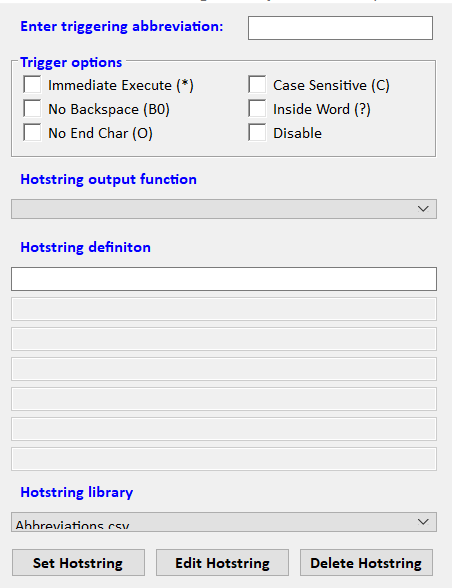 Enter triggering abbreviation:
Trigger options
Immediate Execute (*)
Case Sensitive (C)
No Backspace (B0)
Inside Word (?)
No End Char (O)
Disable
Hotstring output function
Hotstring definiton
Hotstring library
Abbreviations.csv
Set Hotstring
Edit Hotstring
Delete Hotstring